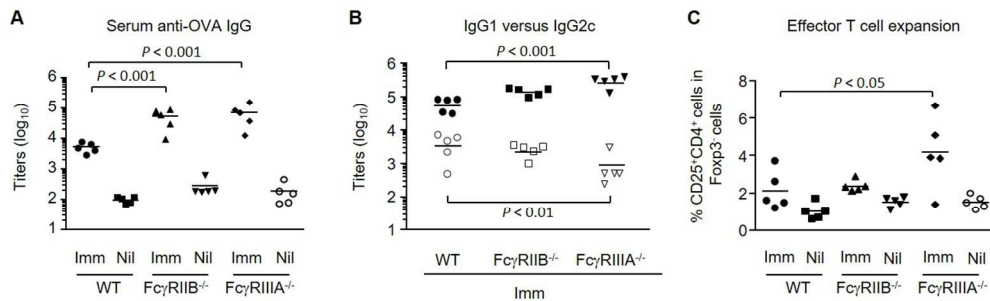 A
Serum anti-OVA IgG
P < 0.001
P < 0.001
Titers (log10)
6
5
4
3
2
1
Imm Nil Imm Nil Imm Nil
WT FcγRIIB-/- FcγRIIIA-/-
B
IgG1 versus IgG2c
P < 0.001
Titers (log10)
6
5
4
3
2
1
P < 0.01
WT FcγRIIB-/- FcγRIIIA-/-
Imm
C
Effector T cell expansion
P < 0.05
% CD25+CD4+ cells in
Foxp3- cells
8
6
4
2
0
Imm Nil Imm Nil Imm Nil
WT FcγRIIB-/- FcγRIIIA-/-